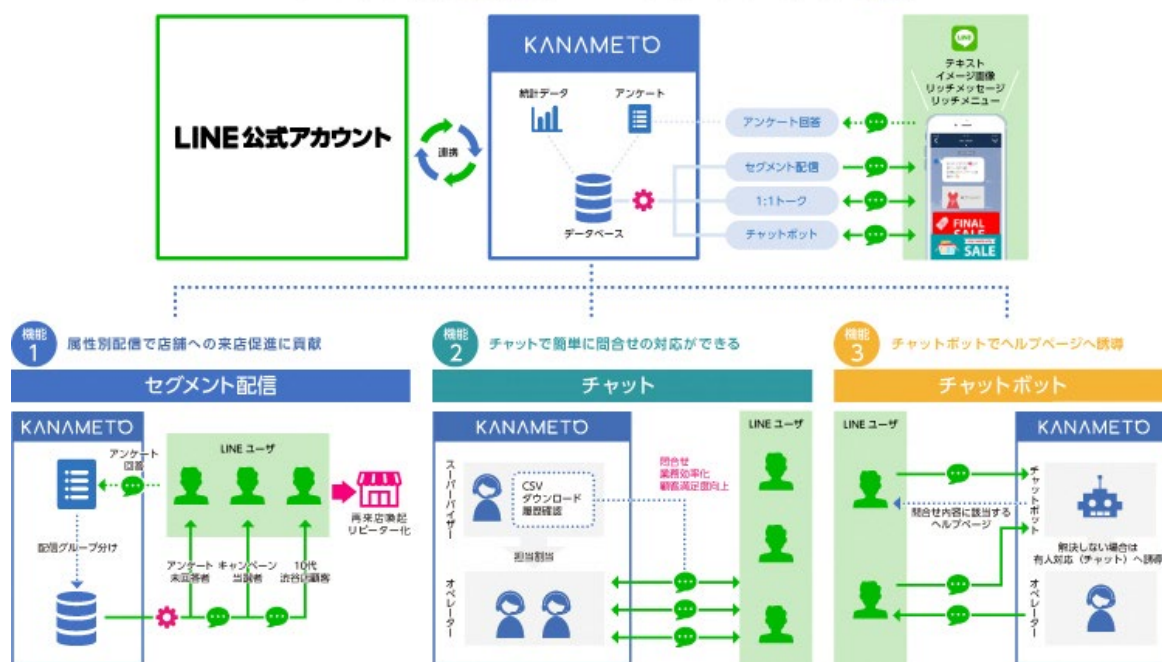 LINE公式アカウント
連携
KANAMETO
統計データ
アンケート
データベース
アンケート回答
セグメント配信
1:1トーク
チャットボット
LINE
テキスト
イメージ画像
リッチメッセージ
リッチメニュー
FINAL
SALE
SALE
機能
1
属性別配信で店舗への来店促進に貢献
セグメント配信
KANAMETO
アンケート
回答
配信グループ分け
LINE ユーザ
再来店喚起
リピーター化
アンケート
未回答者
キャンペーン
当選者
10代
渋谷店顧客
機能
2
チャットで簡単に問合せの対応ができる
チャット
KANAMETO
スーパーバイザー
CSV
ダウンロード
履歴確認
担当割当
オペレーター
問合せ
業務効率化
顧客満足度向上
LINE ユーザ
機能
3
チャットボットでヘルプページへ誘導
チャットボット
LINE ユーザ
問合せ内容に該当する
ヘルプページ
KANAMETO
チャットボット
解決しない場合は
有人対応（チャット）へ誘導
オペレーター